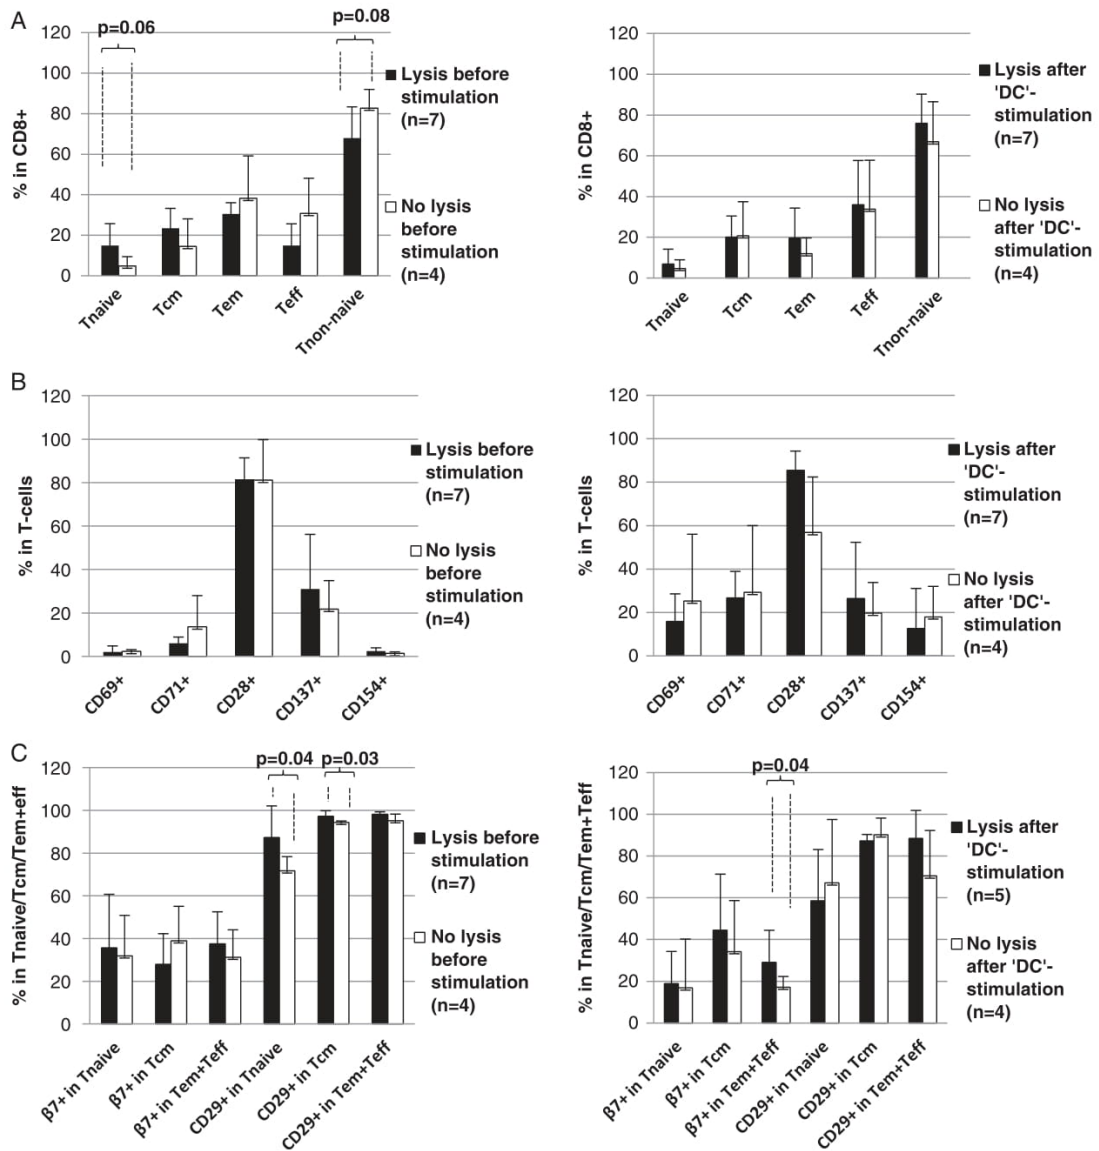 A
p=0.06
p=0.08
% in CD8+
120
100
80
60
40
20
0
Tnaive
Tcm
Tem
Teff
Tnon-naive
Lysis before
stimulation
(n=7)
No lysis
before
stimulation
(n=4)
% in CD8+
120
100
80
60
40
20
0
Tnaive
Tcm
Tem
Teff
Tnon-naive
Lysis after
'DC'-
stimulation
(n=7)
No lysis
after 'DC'-
stimulation
(n=4)
B
% in T-cells
120
100
80
60
40
20
0
CD69+
CD71+
CD28+
CD137+
CD154+
Lysis before
stimulation
(n=7)
No lysis
before
stimulation
(n=4)
% in T-cells
120
100
80
60
40
20
0
CD69+
CD71+
CD28+
CD137+
CD154+
Lysis after
'DC'-
stimulation
(n=7)
No lysis
after 'DC'-
stimulation
(n=4)
C
p=0.04
p=0.03
% in Tnaive/Tcm/Tem+eff
120
100
80
60
40
20
0
β7+ in Tnaive
β7+ in Tcm
β7+ in Tem+Teff
CD29+ in Tnaive
CD29+ in Tcm
CD29+ in Tem+Teff
Lysis before
stimulation
(n=7)
No lysis
before
stimulation
(n=4)
p=0.04
% in Tnaive/Tcm/Tem+Teff
120
100
80
60
40
20
0
β7+ in Tnaive
β7+ in Tcm
β7+ in Tem+Teff
CD29+ in Tnaive
CD29+ in Tcm
CD29+ in Tem+Teff
Lysis after
'DC'-
stimulation
(n=5)
No lysis
after 'DC'-
stimulation
(n=4)